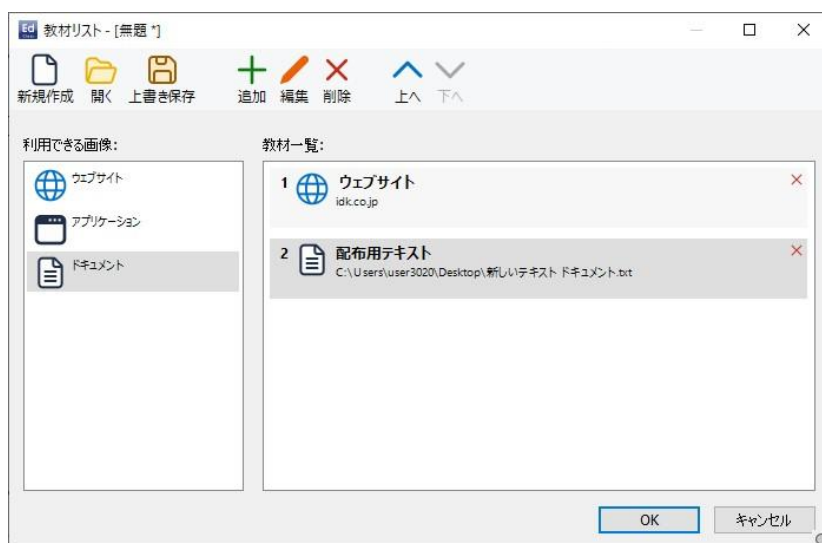 Ed
教材リスト - [無題 *]
新規作成 開く 上書き保存 追加 編集 削除 上へ 下へ
利用できる画像:
ウェブサイト
アプリケーション
ドキュメント
教材一覧:
1 ウェブサイト
idk.co.jp
2 配布用テキスト
C:\Users\user3020\Desktop\新しいテキスト ドキュメント.txt
OK キャンセル